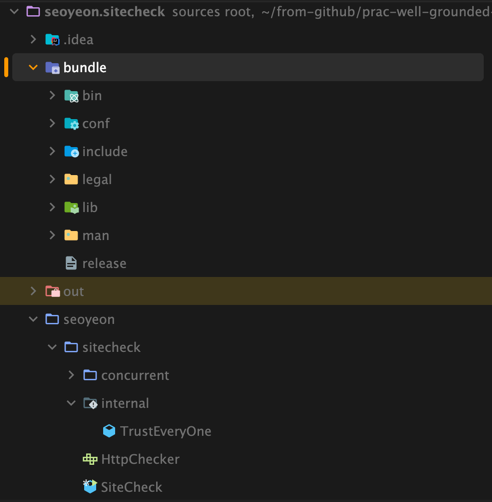 seoyeon.sitecheck sources root, ~/from-github/prac-well-grounded-
.idea
bundle
bin
conf
include
legal
lib
man
release
out
seoyeon
sitecheck
concurrent
internal
TrustEveryOne
HttpChecker
SiteCheck